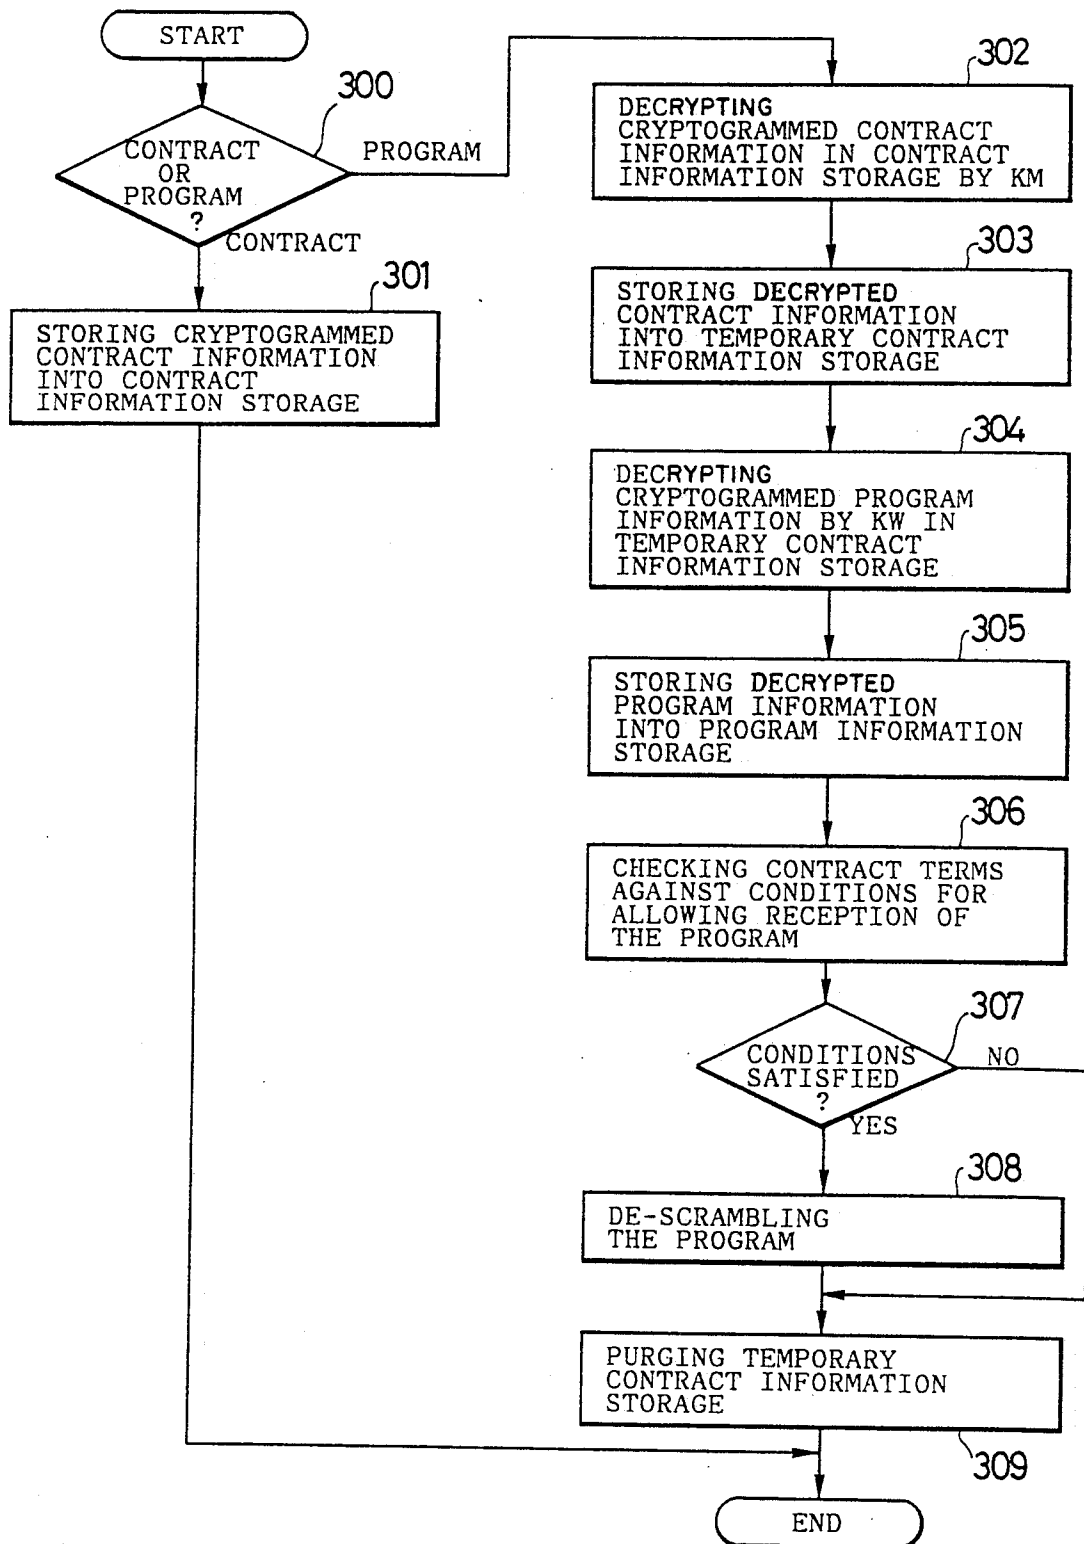 START
300
CONTRACT
OR
PROGRAM
?
PROGRAM
CONTRACT
301
STORING CRYPTOGRAMMED
CONTRACT INFORMATION
INTO CONTRACT
INFORMATION STORAGE
302
DECRYPTING
CRYPTOGRAMMED CONTRACT
INFORMATION IN CONTRACT
INFORMATION STORAGE BY KM
303
STORING DECRYPTED
CONTRACT INFORMATION
INTO TEMPORARY CONTRACT
INFORMATION STORAGE
304
DECRYPTING
CRYPTOGRAMMED PROGRAM
INFORMATION BY KW IN
TEMPORARY CONTRACT
INFORMATION STORAGE
305
STORING DECRYPTED
PROGRAM INFORMATION
INTO PROGRAM INFORMATION
STORAGE
306
CHECKING CONTRACT TERMS
AGAINST CONDITIONS FOR
ALLOWING RECEPTION OF
THE PROGRAM
307
CONDITIONS
SATISFIED
?
NO
YES
308
DE-SCRAMBLING
THE PROGRAM
PURGING TEMPORARY
CONTRACT INFORMATION
STORAGE
309
END